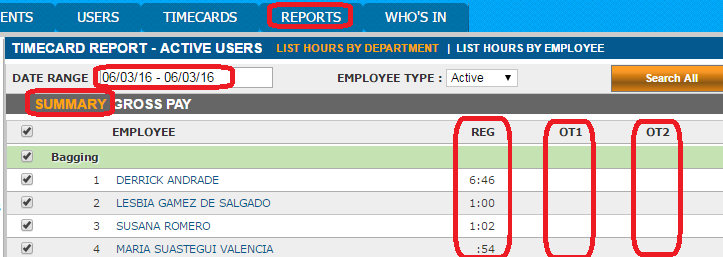 ENTS USERS TIMECARDS REPORTS WHO'S IN
TIMECARD REPORT - ACTIVE USERS LIST HOURS BY DEPARTMENT | LIST HOURS BY EMPLOYEE
DATE RANGE 06/03/16 - 06/03/16 EMPLOYEE TYPE : Active Search All
SUMMARY GROSS PAY
EMPLOYEE REG OT1 OT2
Bagging
1 DERRICK ANDRADE 6:46
2 LESBIA GAMEZ DE SALGADO 1:00
3 SUSANA ROMERO 1:02
4 MARIA SUASTEGUI VALENCIA :54